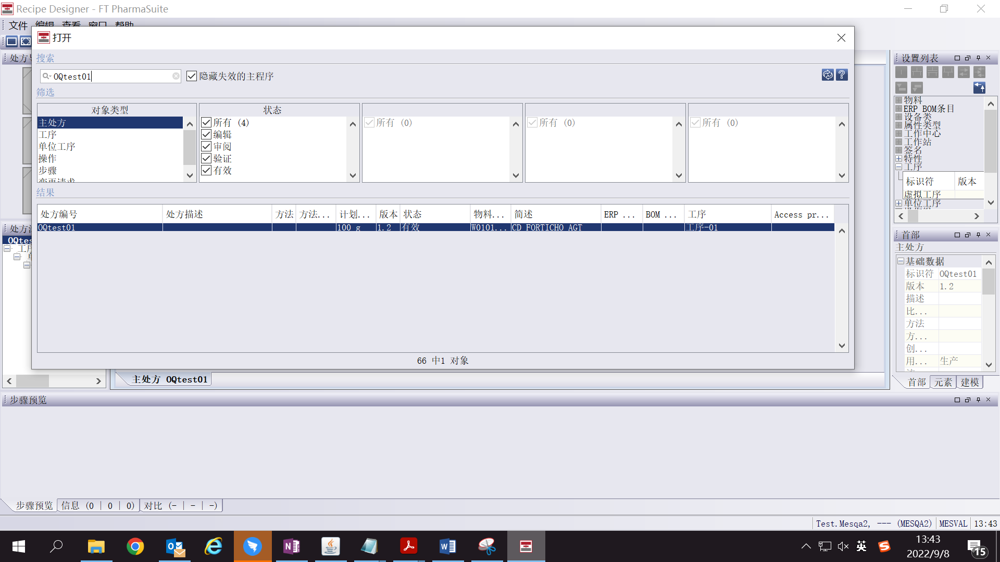 Recipe Designer - FT PharmaSuite
文件 编辑 查看 窗口 帮助
打开
搜索
OQtest01
隐藏失效的主程序
筛选
对象类型
主处方
工序
单位工序
操作
步骤
变更请求
状态
所有 (4)
编辑
审阅
验证
有效
所有 (0)
所有 (0)
所有 (0)
结果
处方编号 处方描述 方法 方法... 计划... 版本 状态 物料... 简述 ERP ... BOM ... 工序 Access pr...
OQtest01 100 g 1.2 有效 W0101... CD FORTICHO AGT 工序-01
66 中1 对象
处方
处方
OQtes
工序
主处方 OQtest01
设置列表
物料
ERP BOM条目
设备类
属性类型
工作中心
工作站
签名
特性
工序
标识符 版本
虚拟工序
单位工序
首部
主处方
基础数据
标识符 OQtest01
版本 1.2
描述
比...
方法
方...
创...
用... 生产
首部 元素 建模
步骤预览
步骤预览 信息 (0 | 0 | 0) 对比 (- | - | -)
Test.Mesqa2, --- (MESQA2) MESVAL 13:43
英
13:43
2022/9/8
15